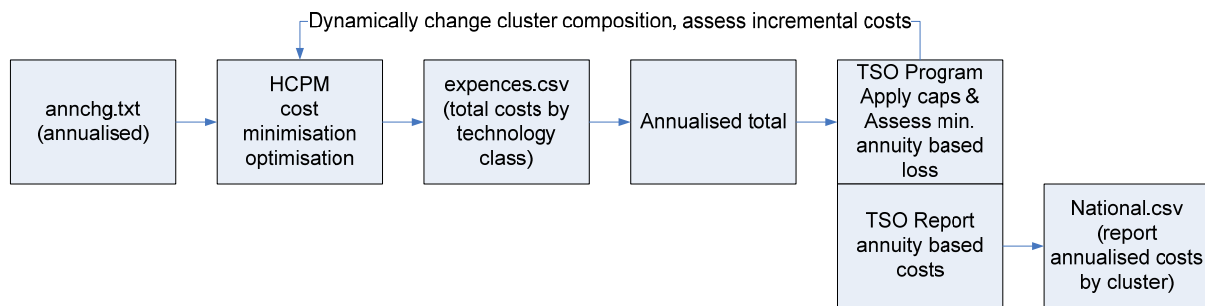 Dynamically change cluster composition, assess incremental costs
annchg.txt
(annualised)
HCPM
cost
minimisation
optimisation
expences.csv
(total costs by
technology
class)
Annualised total
TSO Program
Apply caps &
Assess min.
annuity based
loss
TSO Report
annuity based
costs
National.csv
(report
annualised costs
by cluster)